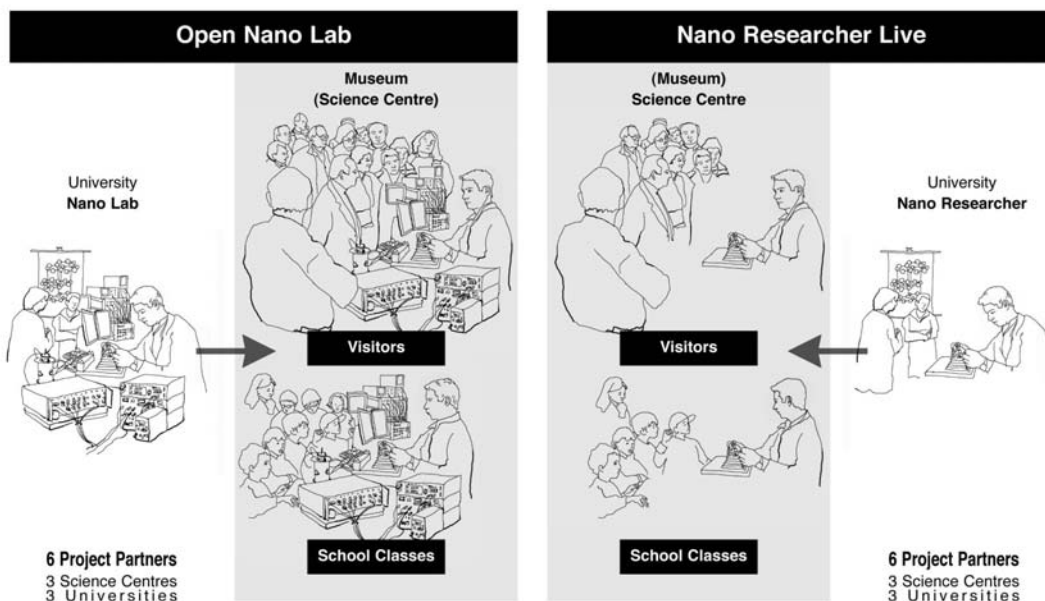 Open Nano Lab
Museum
(Science Centre)
University
Nano Lab
Visitors
School Classes
6 Project Partners
3 Science Centres
3 Universities
Nano Researcher Live
(Museum)
Science Centre
University
Nano Researcher
Visitors
School Classes
6 Project Partners
3 Science Centres
3 Universities